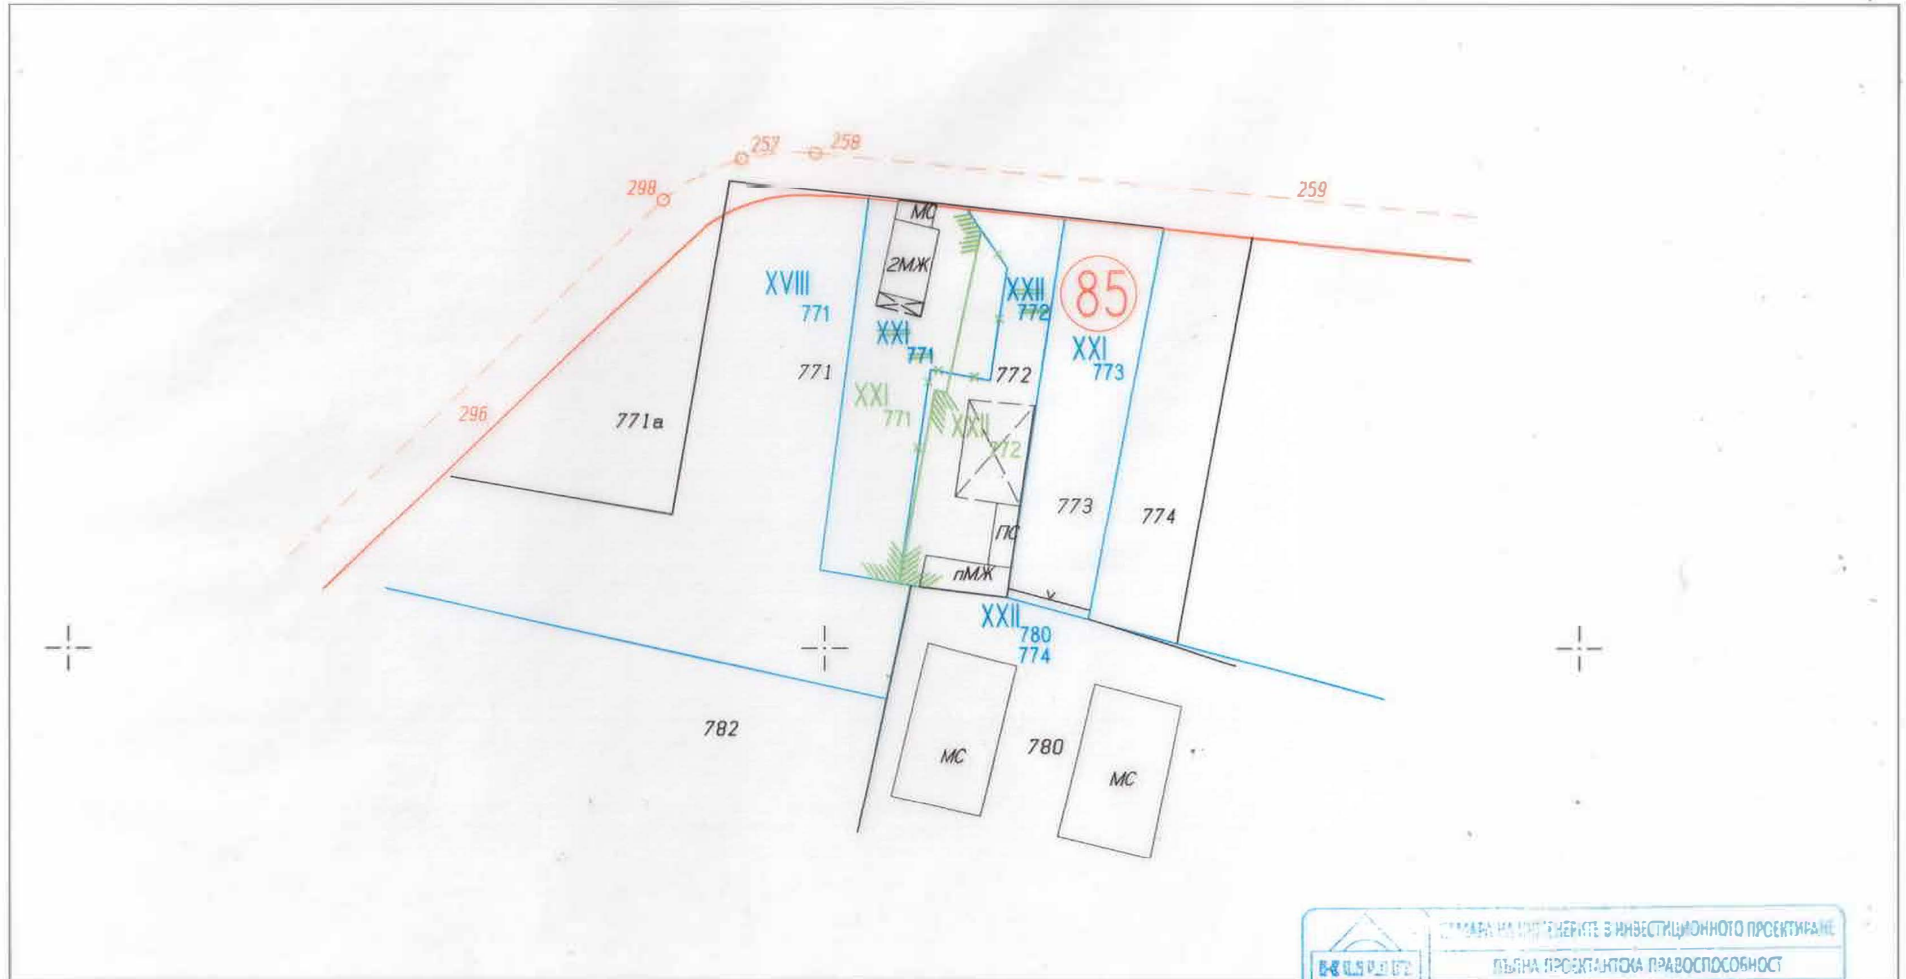 257
258
298
259
МС
2МЖ
XVIII
771
XXII
772
85
XXI
771
XXI
773
771
772
XXI
771
296
771а
XXII
772
773
774
ПС
пМЖ
XXII
780
774
782
780
МС
МС
КАМАРА НА ИНЖЕНЕРИТЕ В ИНВЕСТИЦИОННОТО ПРОЕКТИРАНЕ
ПЪЛНА ПРОЕКТАНТСКА ПРАВОСПОСОБНОСТ